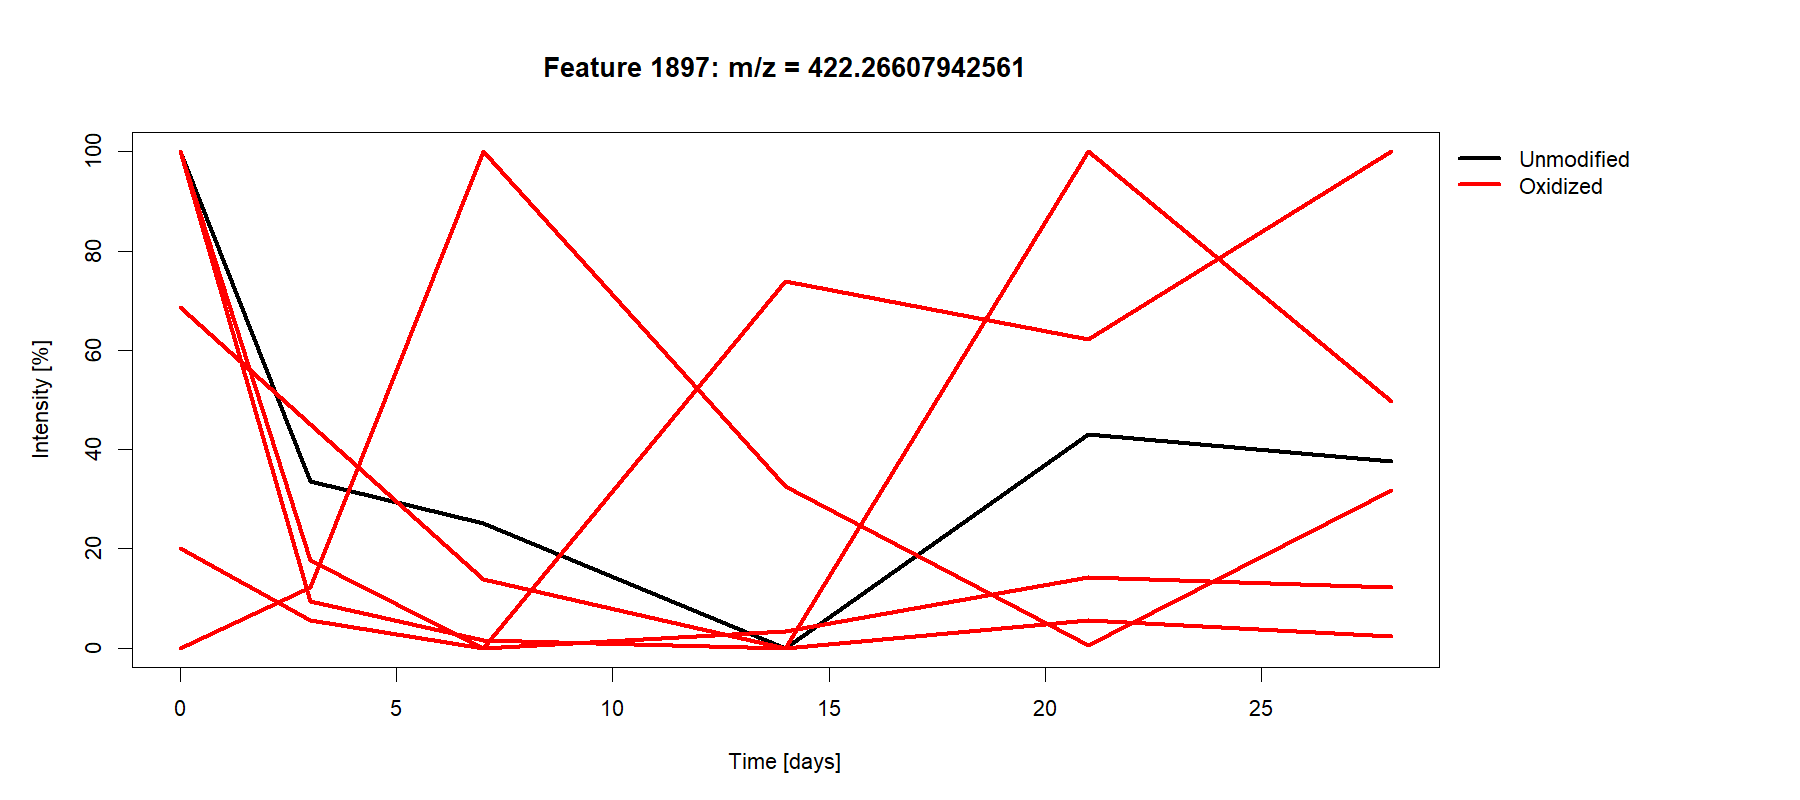 Feature 1897: m/z = 422.26607942561
Unmodified
Oxidized
Intensity [%]
100
80
60
40
20
0
0 5 10 15 20 25
Time [days]